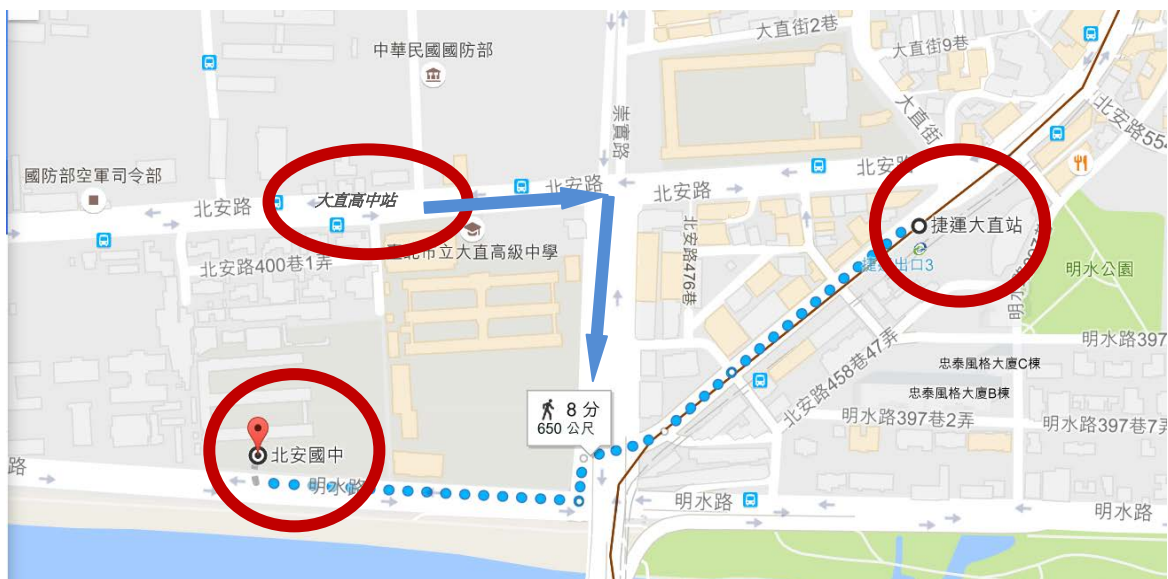 大直街2巷
大直街9巷
中華民國國防部
崇實路
大直街
北安路554
國防部空軍司令部
大直高中站
北安路
北安路
北安路
北安路
捷運大直站
臺北市立大直高級中學
北安路400巷1弄
北安路476巷
捷運出口3
明水公園
明水路397
忠泰風格大廈C棟
忠泰風格大廈B棟
北安路458巷47弄
8 分
650 公尺
明水路397巷2弄
明水路397巷7弄
北安國中
路
明水路
明水路
明水路